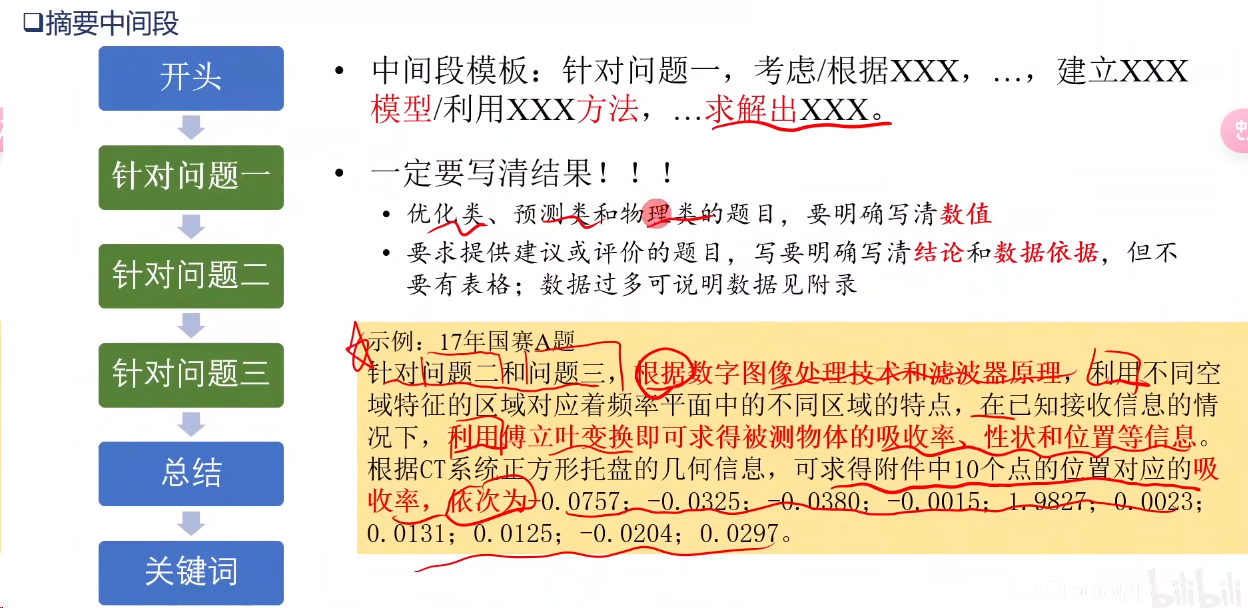 ❑摘要中间段
开头
针对问题一
针对问题二
针对问题三
总结
关键词
• 中间段模板：针对问题一，考虑/根据XXX，…，建立XXX
模型/利用XXX方法，…求解出XXX。
• 一定要写清结果！！！
• 优化类、预测类和物理类的题目，要明确写清数值
• 要求提供建议或评价的题目，写要明确写清结论和数据依据，但不
要有表格；数据过多可说明数据见附录
示例：17年国赛A题
针对问题二和问题三，根据数字图像处理技术和滤波器原理，利用不同空
域特征的区域对应着频率平面中的不同区域的特点，在已知接收信息的情
况下，利用傅立叶变换即可求得被测物体的吸收率、性状和位置等信息。
根据CT系统正方形托盘的几何信息，可求得附件中10个点的位置对应的吸
收率，依次为-0.0757；-0.0325；-0.0380；-0.0015；1.9827；0.0023；
0.0131；0.0125；-0.0204；0.0297。
bilibili